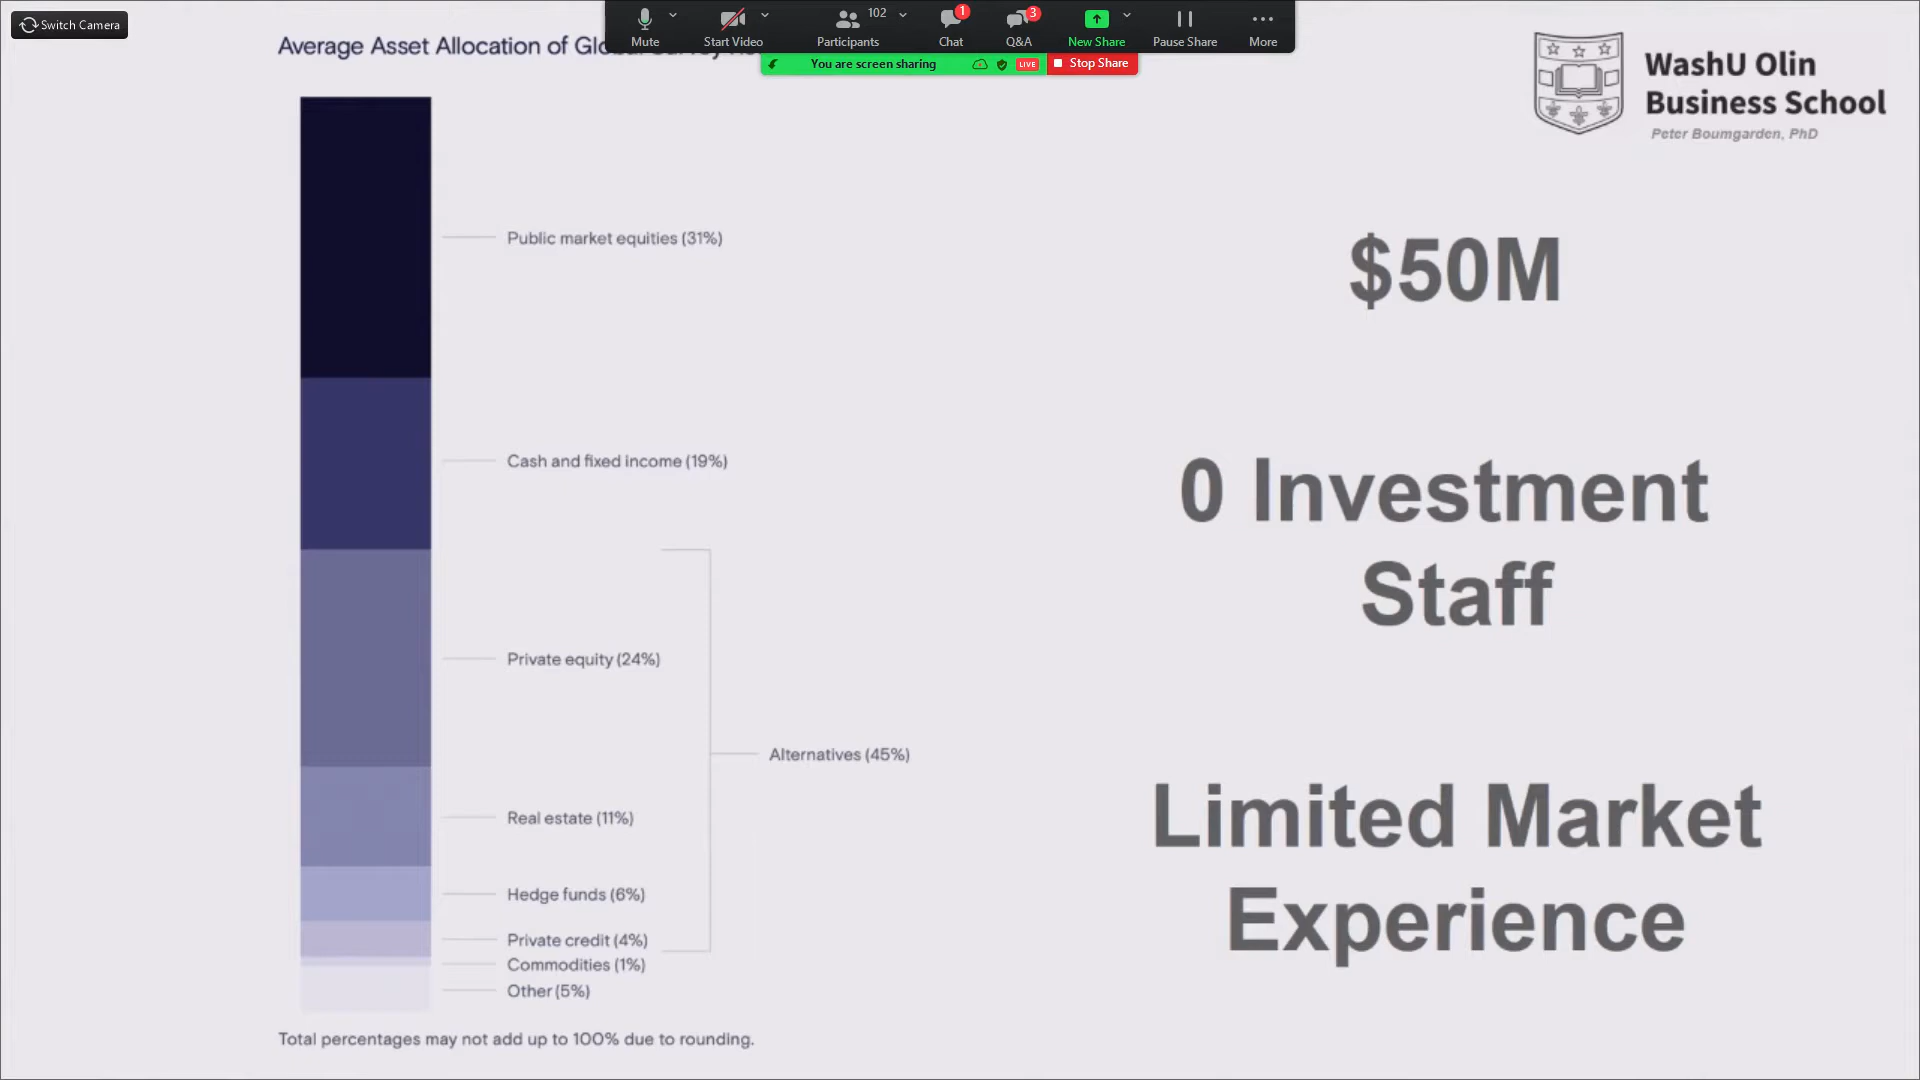 Switch Camera
Mute
Start Video
Participants
102
Chat
1
Q&A
3
New Share
Pause Share
More
You are screen sharing
LIVE
Stop Share
Average Asset Allocation of
WashU Olin
Business School
Peter Boumgarden, PhD
Public market equities (31%)
Cash and fixed income (19%)
Private equity (24%)
Alternatives (45%)
Real estate (11%)
Hedge funds (6%)
Private credit (4%)
Commodities (1%)
Other (5%)
Total percentages may not add up to 100% due to rounding.
$50M
0 Investment
Staff
Limited Market
Experience